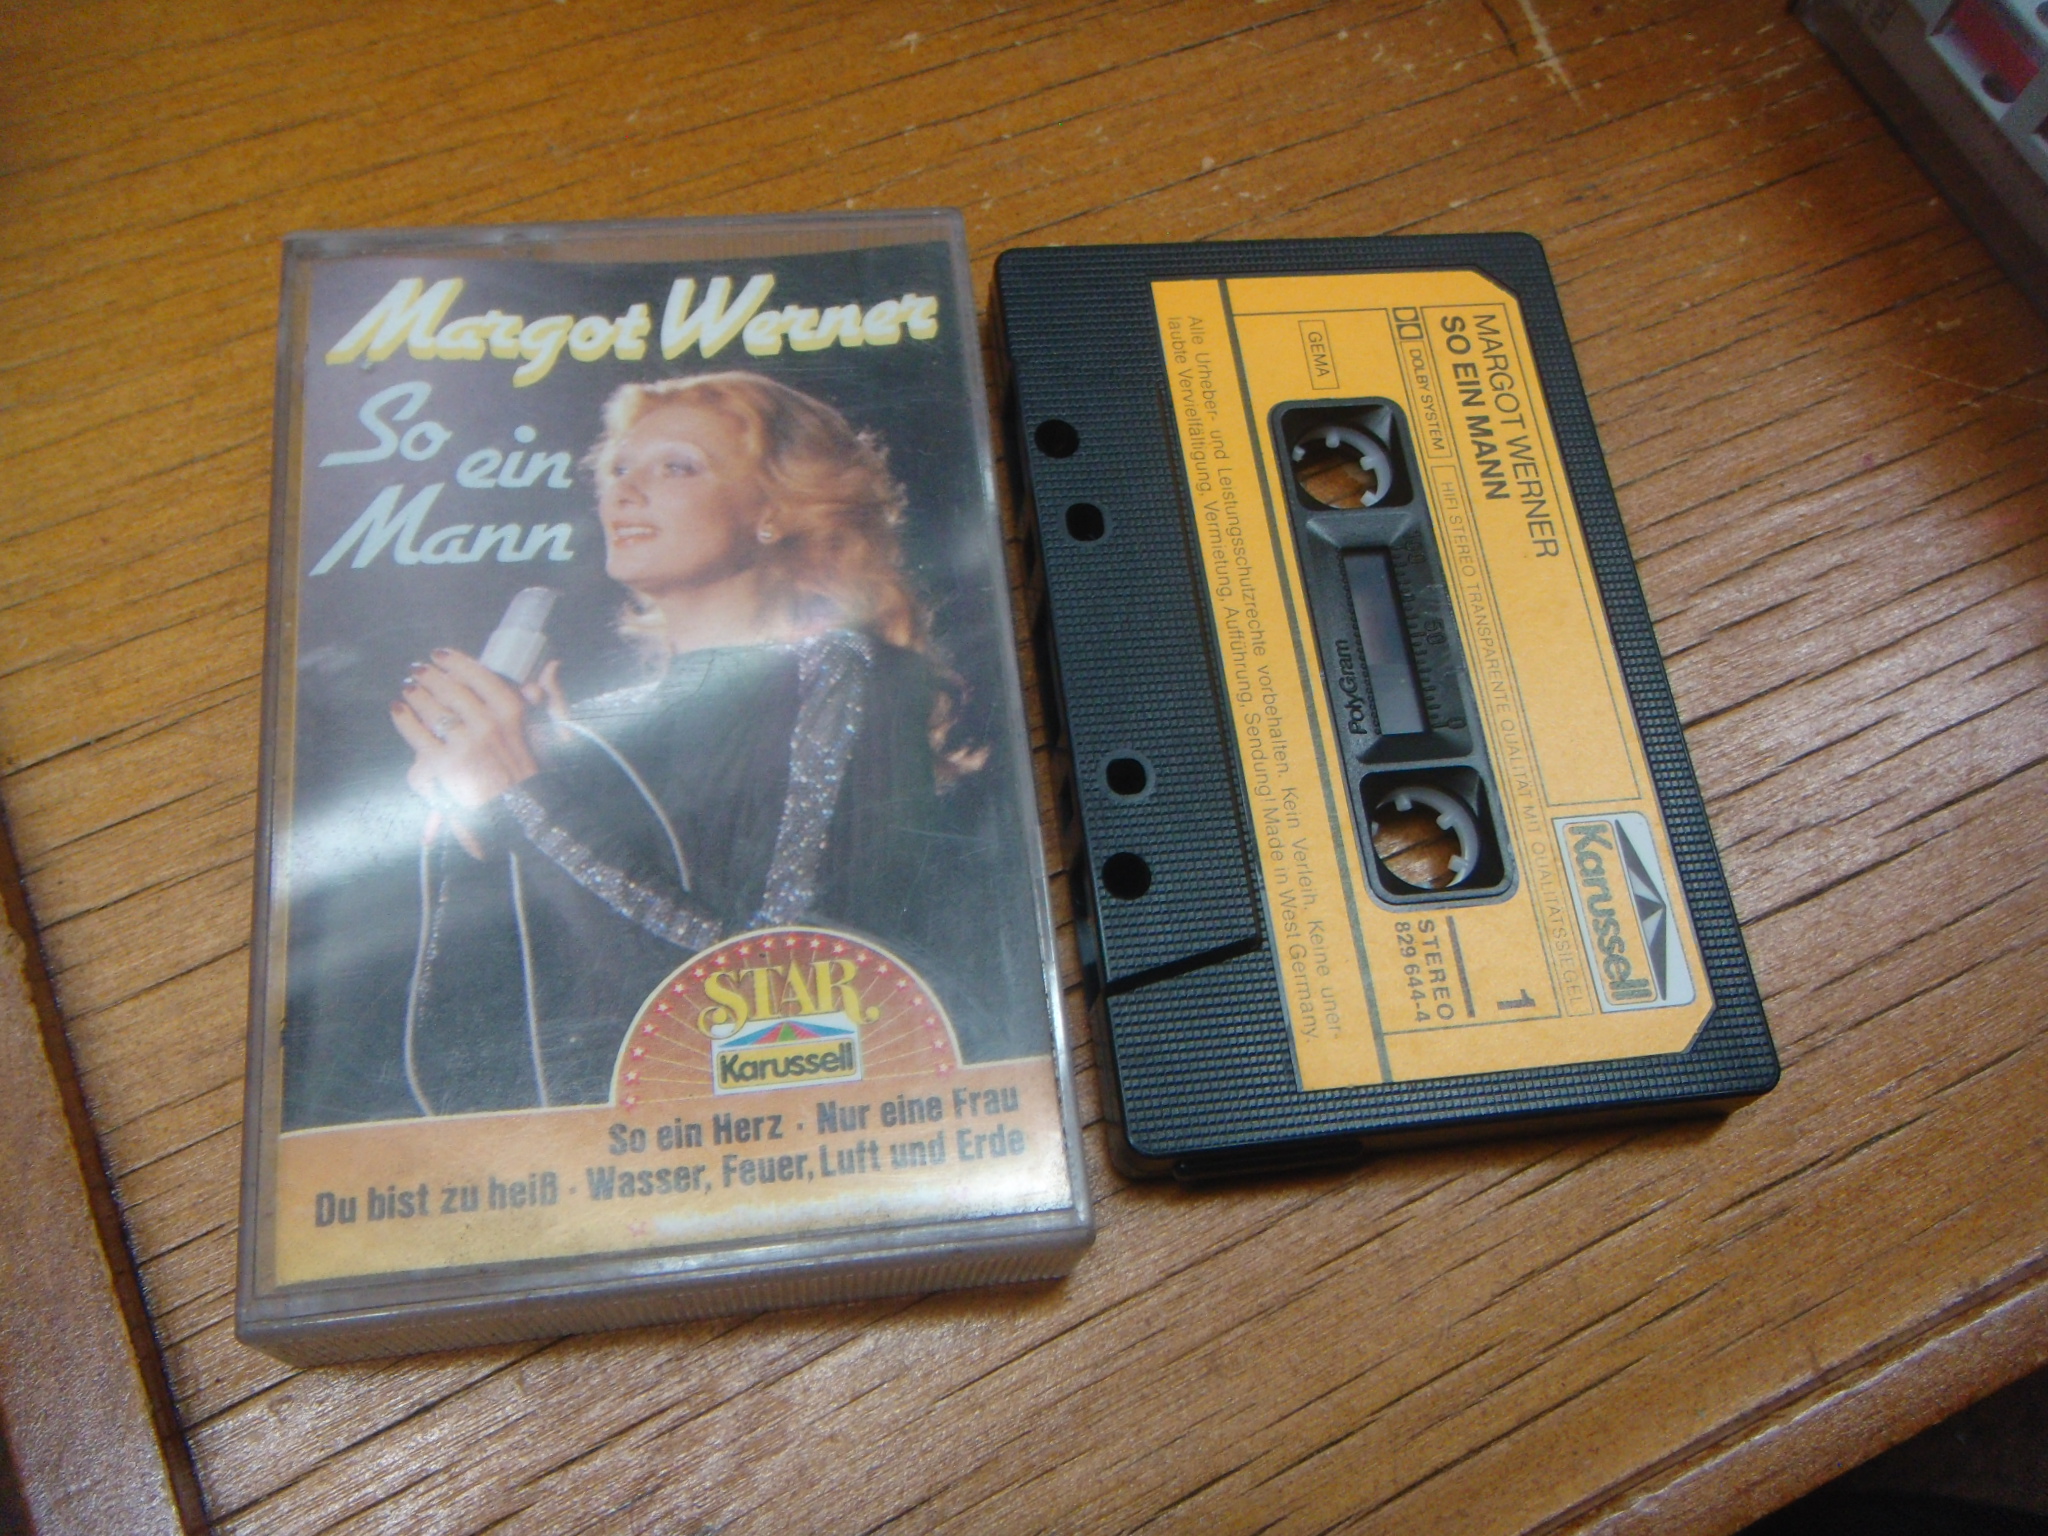 Margot Werner
So ein
Mann
STAR
Karussell
So ein Herz · Nur eine Frau
Du bist zu heiß · Wasser, Feuer, Luft und Erde
MARGOT WERNER
SO EIN MANN
DOLBY SYSTEM
HIFI STEREO TRANSPARENTE QUALITÄT MIT QUALITÄTSSIEGEL
GEMA
Karussell
1
STEREO
829 644-4
50
0
PolyGram
Alle Urheber- und Leistungsschutzrechte vorbehalten. Kein Verleih. Keine uner-
laubte Vervielfältigung, Vermietung, Aufführung, Sendung! Made in West Germany.